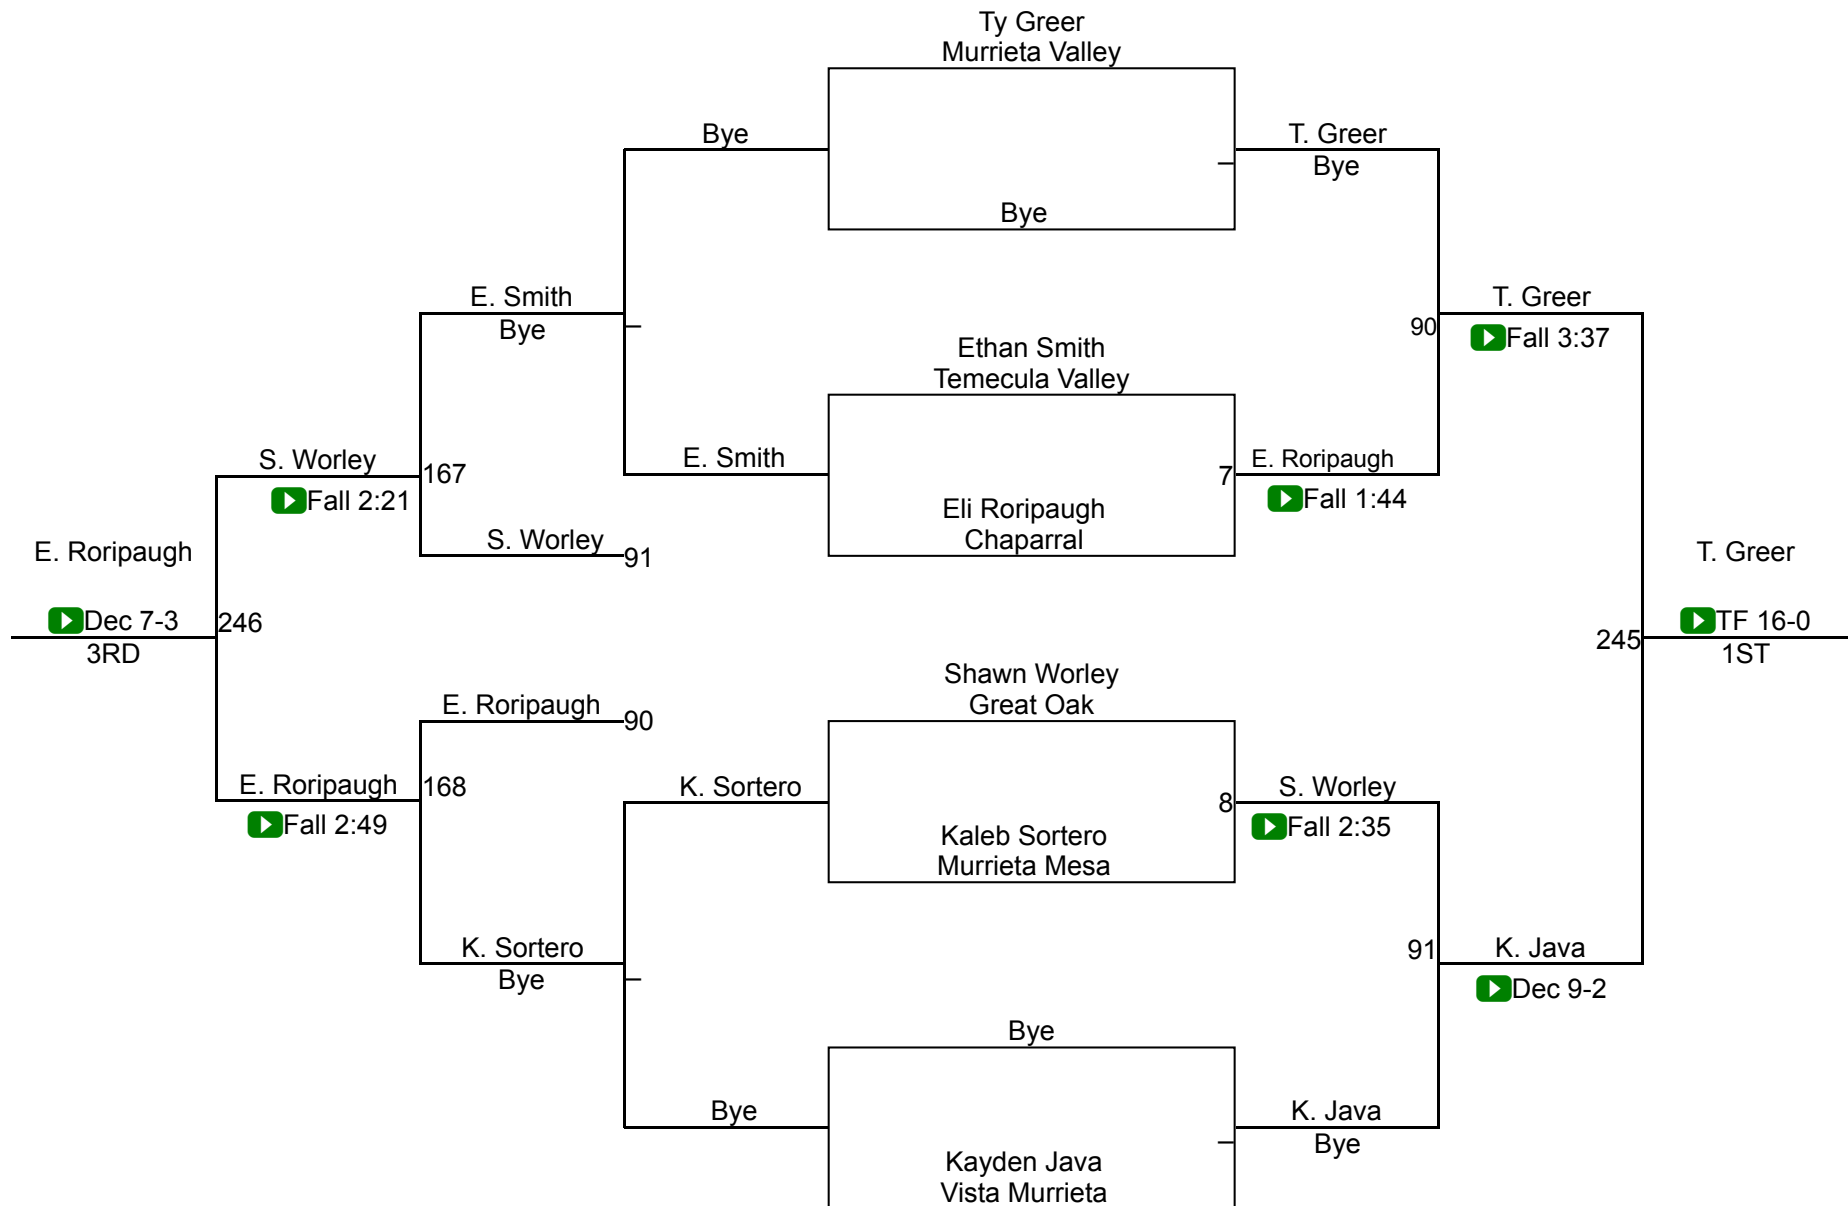 Ty Greer
Murrieta Valley
Bye
T. Greer
Bye
Bye
E. Smith
Bye
T. Greer
90
Fall 3:37
Ethan Smith
Temecula Valley
S. Worley
167
E. Smith
7
E. Roripaugh
Fall 2:21
Fall 1:44
Eli Roripaugh
Chaparral
S. Worley
91
E. Roripaugh
T. Greer
Dec 7-3
246
3RD
245
TF 16-0
1ST
Shawn Worley
Great Oak
E. Roripaugh
90
E. Roripaugh
168
K. Sortero
8
S. Worley
Fall 2:49
Fall 2:35
Kaleb Sortero
Murrieta Mesa
K. Sortero
Bye
91
K. Java
Dec 9-2
Bye
Bye
K. Java
Bye
Kayden Java
Vista Murrieta